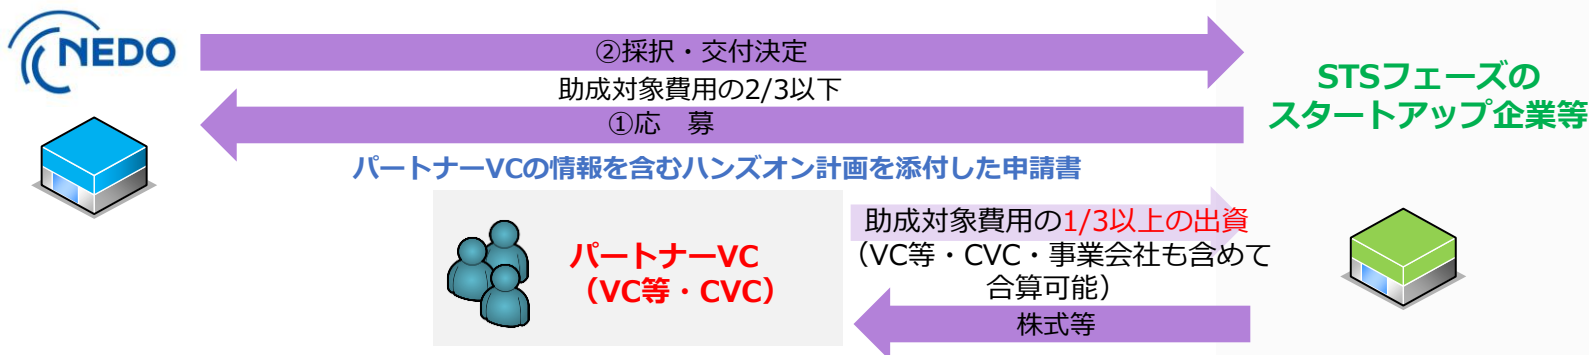 NEDO
②採択・交付決定
助成対象費用の2/3以下
①応　募
パートナーVCの情報を含むハンズオン計画を添付した申請書
STSフェーズの
スタートアップ企業等
パートナーVC
（VC等・CVC）
助成対象費用の1/3以上の出資
（VC等・CVC・事業会社も含めて
合算可能）
株式等